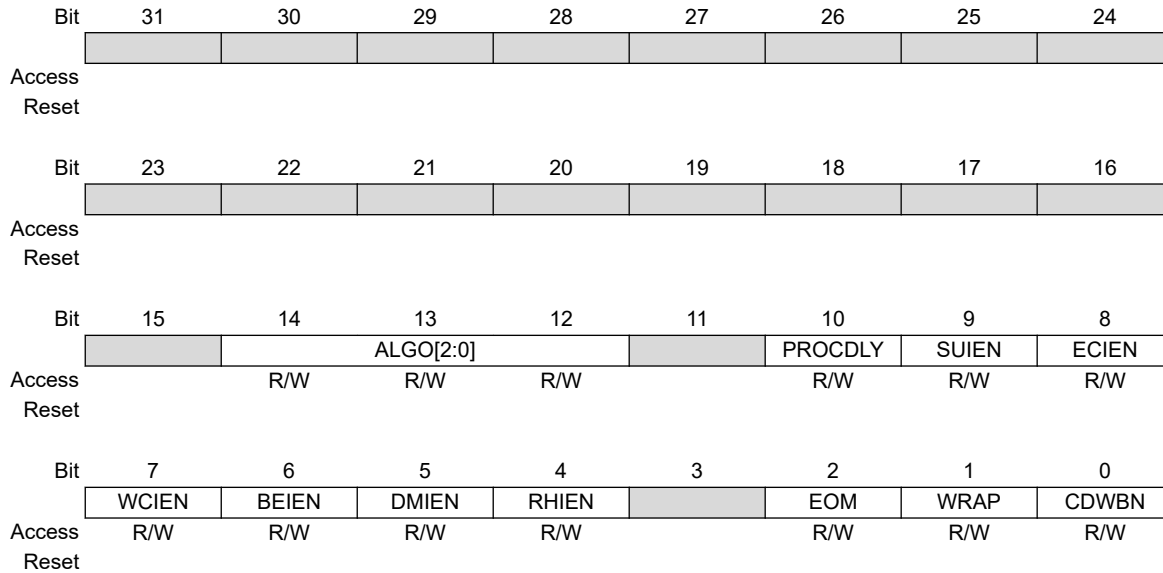 Bit 31 30 29 28 27 26 25 24
Access
Reset
Bit 23 22 21 20 19 18 17 16
Access
Reset
Bit 15 14 13 12 11 10 9 8
ALGO[2:0] PROCDLY SUIEN ECIEN
Access R/W R/W R/W R/W R/W R/W
Reset
Bit 7 6 5 4 3 2 1 0
WCIEN BEIEN DMIEN RHIEN EOM WRAP CDWBN
Access R/W R/W R/W R/W R/W R/W R/W
Reset